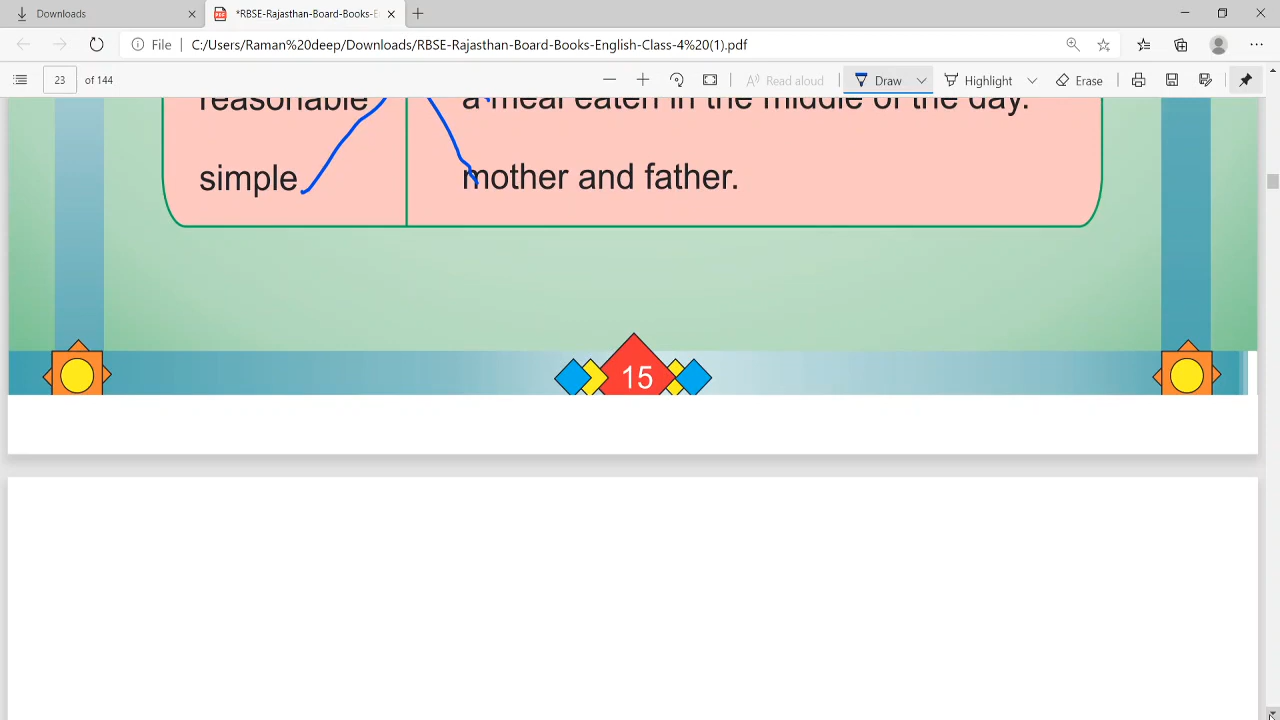 Downloads
*RBSE-Rajasthan-Board-Books-E
File
C:/Users/Raman%20deep/Downloads/RBSE-Rajasthan-Board-Books-English-Class-4%20(1).pdf
23 of 144
Read aloud
Draw
Highlight
Erase
reasonable
a meal eaten in the middle of the day.
simple
mother and father.
15